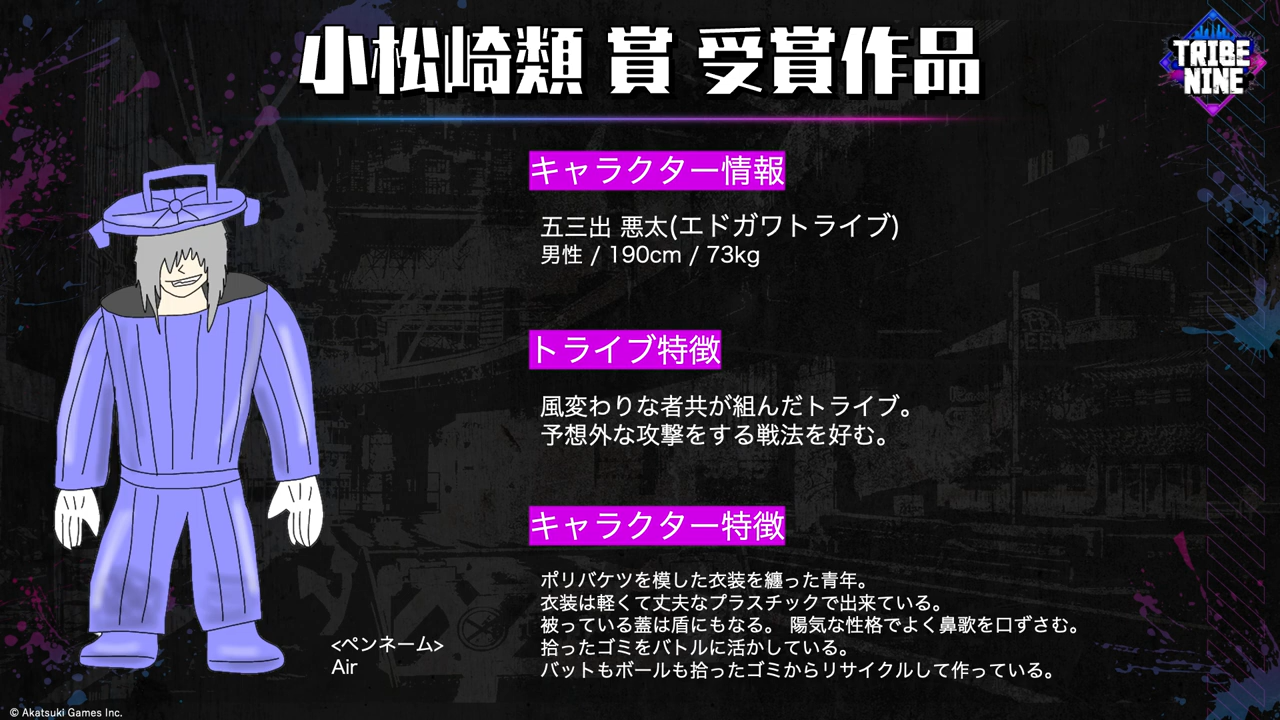 小松崎類 賞 受賞作品
TRIBE
NINE
キャラクター情報
五三出 悪太(エドガワトライブ)
男性 / 190cm / 73kg
トライブ特徴
風変わりな者共が組んだトライブ。
予想外な攻撃をする戦法を好む。
キャラクター特徴
ポリバケツを模した衣装を纏った青年。
衣装は軽くて丈夫なプラスチックで出来ている。
被っている蓋は盾にもなる。 陽気な性格でよく鼻歌を口ずさむ。
拾ったゴミをバトルに活かしている。
バットもボールも拾ったゴミからリサイクルして作っている。
<ペンネーム>
Air
© Akatsuki Games Inc.